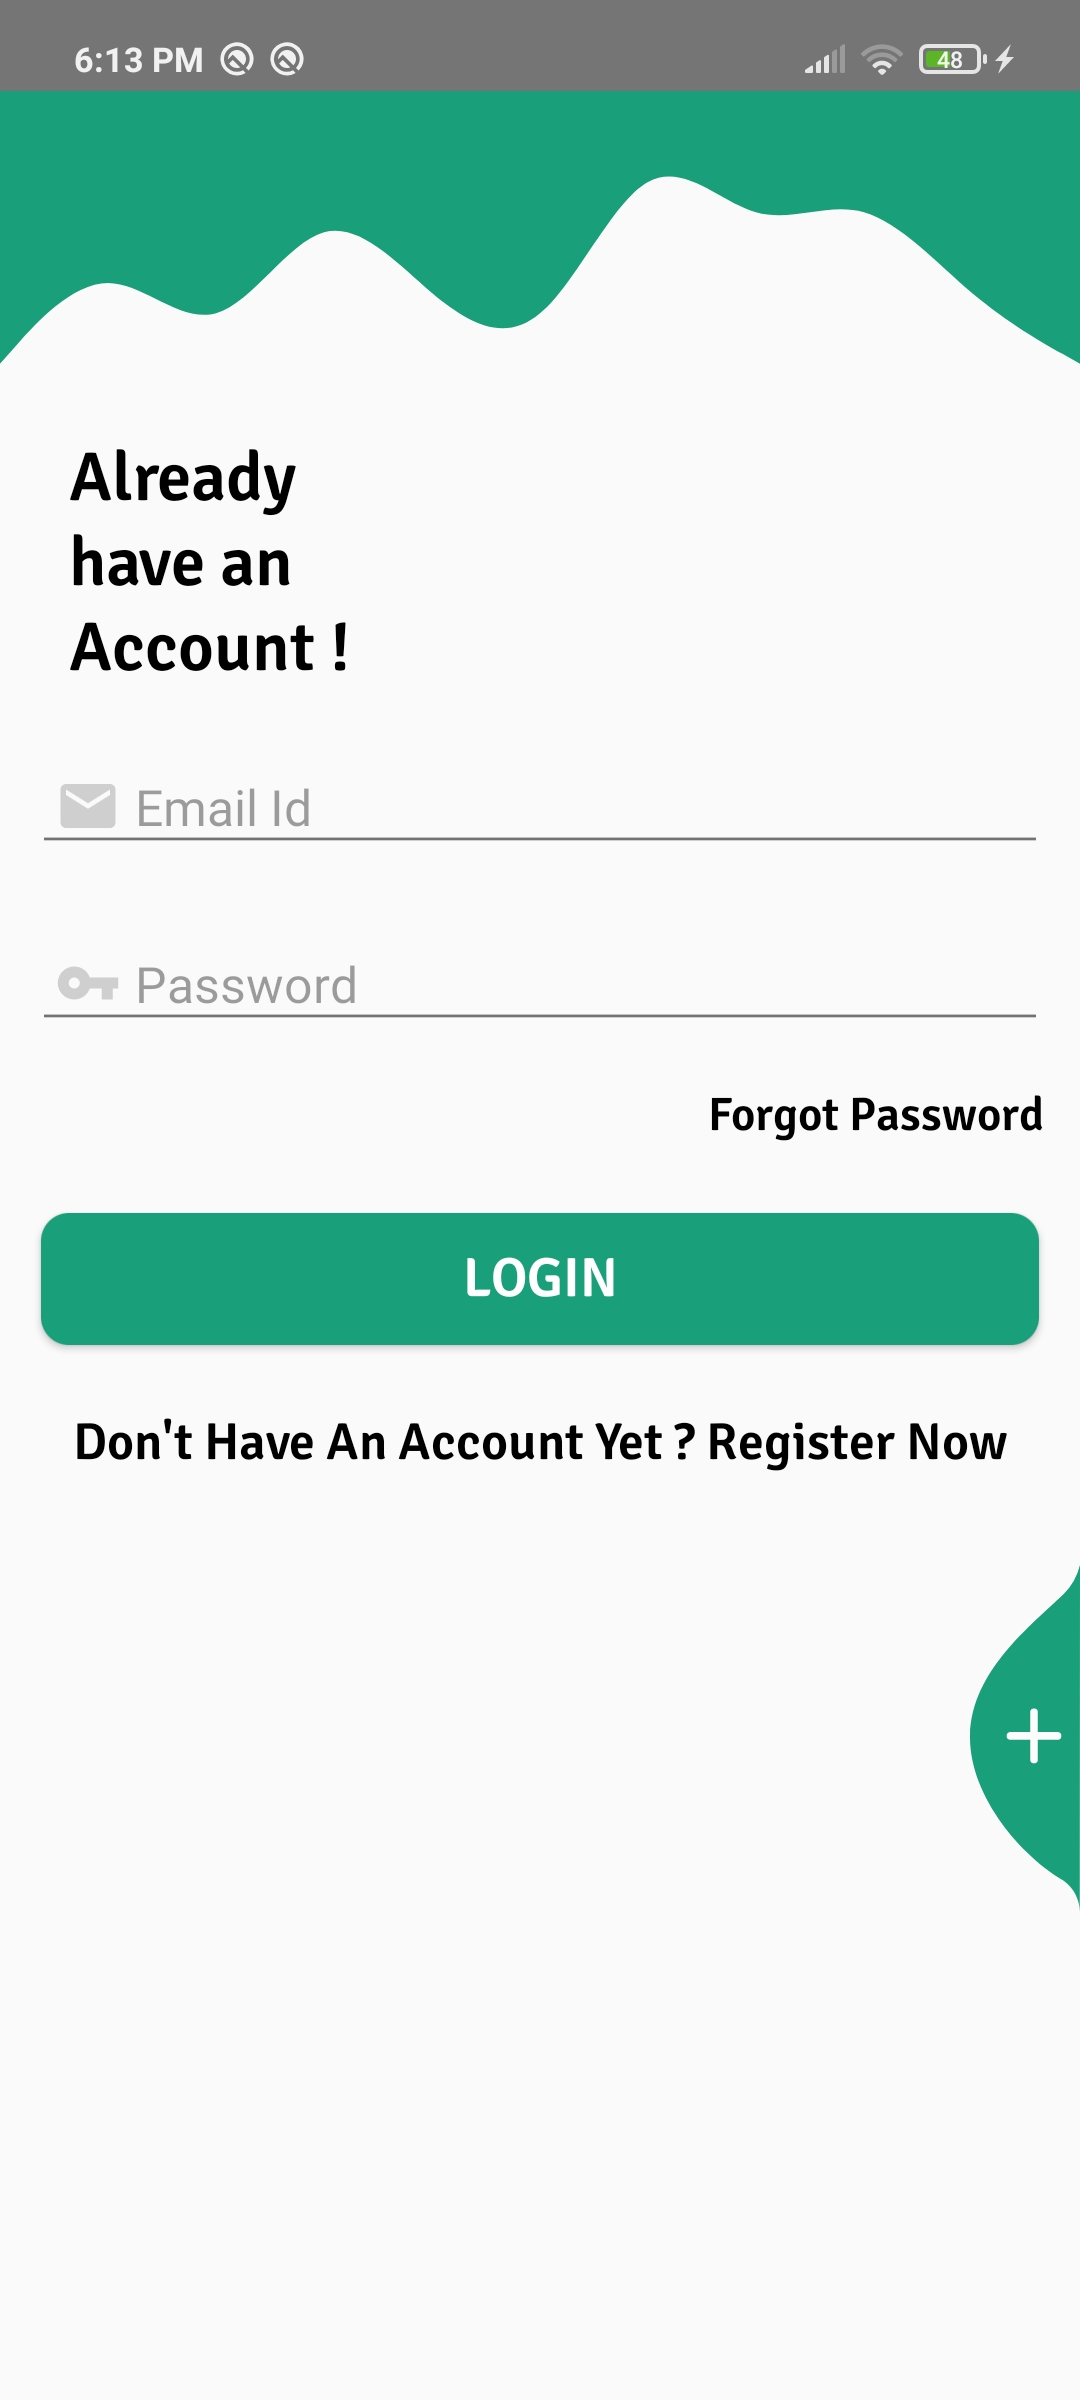 6:13 PM
48
Already
have an
Account !
Email Id
Password
Forgot Password
LOGIN
Don't Have An Account Yet ? Register Now